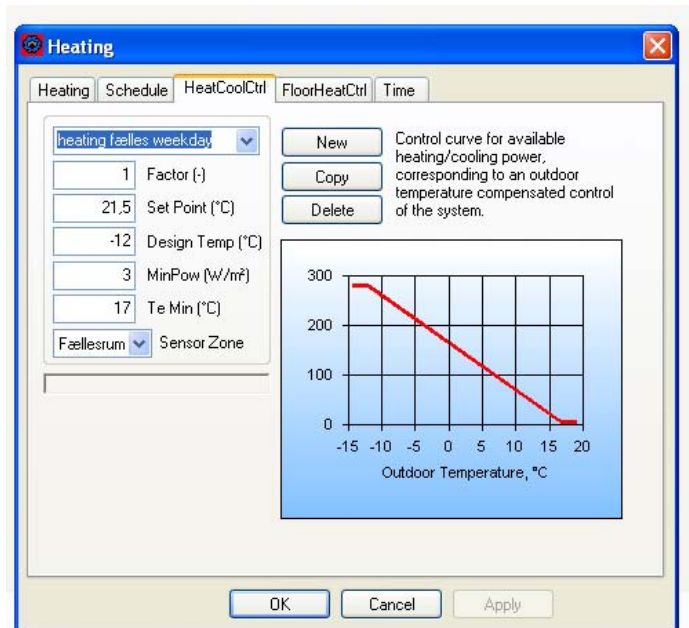 Heating
Heating Schedule HeatCoolCtrl FloorHeatCtrl Time
heating fælles weekday
1 Factor (-)
21,5 Set Point (°C)
-12 Design Temp (°C)
3 MinPow (W/m²)
17 Te Min (°C)
Fællesrum Sensor Zone
New
Copy
Delete
Control curve for available
heating/cooling power,
corresponding to an outdoor
temperature compensated control
of the system.
300
200
100
0
-15 -10 -5 0 5 10 15 20
Outdoor Temperature, °C
OK Cancel Apply